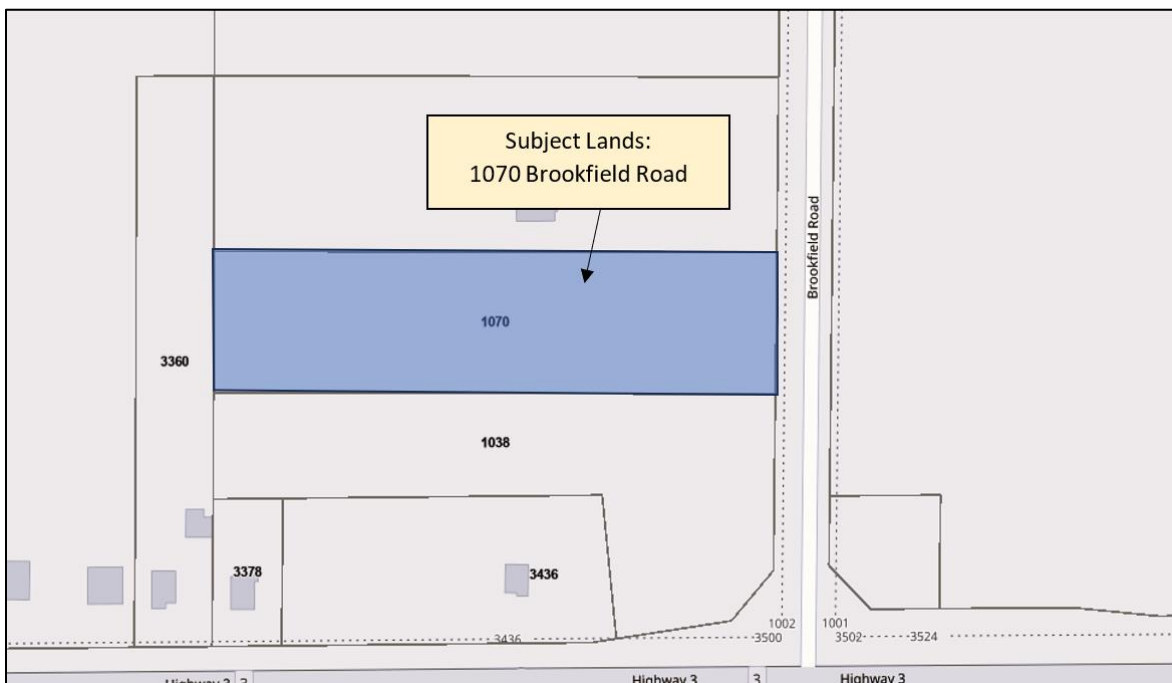 Subject Lands:
1070 Brookfield Road
Brookfield Road
1070
3360
1038
3378
3436
3436
3500
1002
1001
3502
3524
Highway 3
3
Highway 3
3
Highway 3